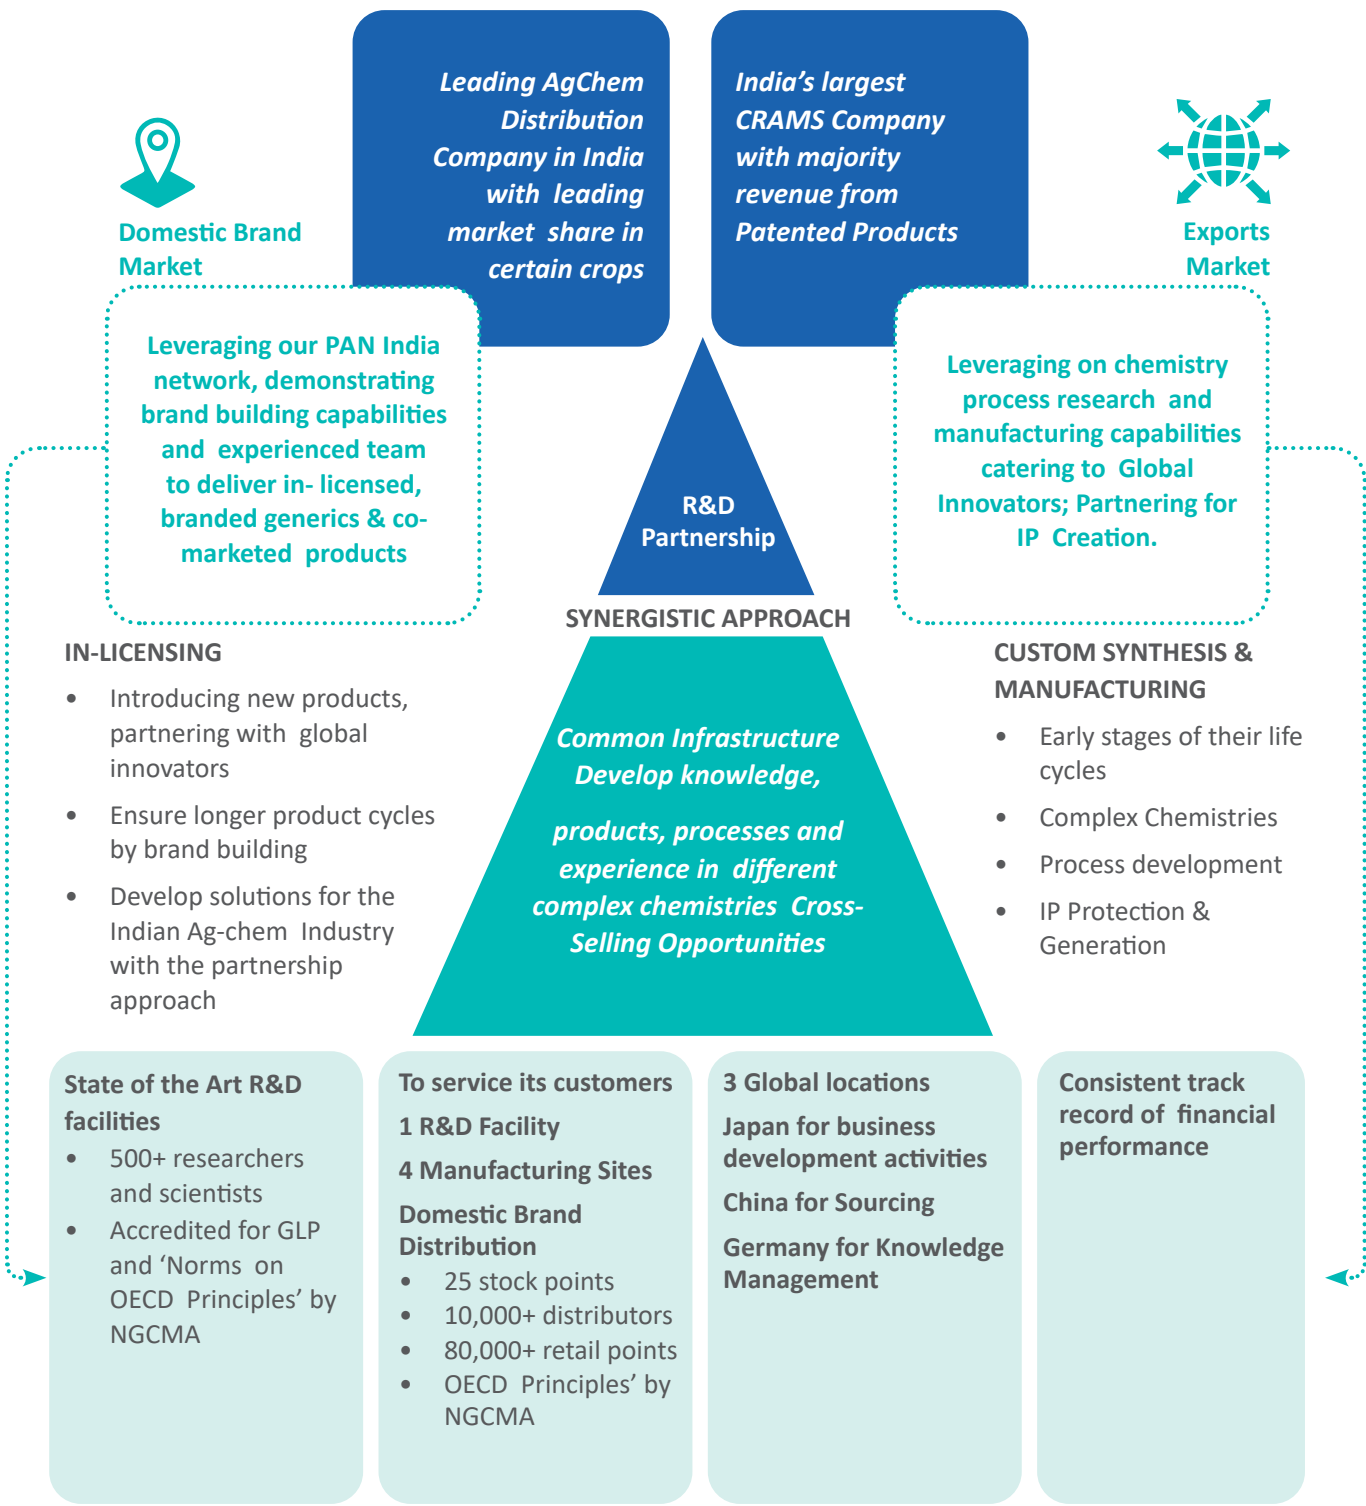 Leading AgChem
Distribution
Company in India
with leading
market share in
certain crops
India’s largest
CRAMS Company
with majority
revenue from
Patented Products
Domestic Brand
Market
Exports
Market
Leveraging our PAN India
network, demonstrating
brand building capabilities
and experienced team
to deliver in- licensed,
branded generics & co-
marketed products
Leveraging on chemistry
process research and
manufacturing capabilities
catering to Global
Innovators; Partnering for
IP Creation.
R&D
Partnership
SYNERGISTIC APPROACH
IN-LICENSING
• Introducing new products,
partnering with global
innovators
• Ensure longer product cycles
by brand building
• Develop solutions for the
Indian Ag-chem Industry
with the partnership
approach
Common Infrastructure
Develop knowledge,
products, processes and
experience in different
complex chemistries Cross-
Selling Opportunities
CUSTOM SYNTHESIS &
MANUFACTURING
• Early stages of their life
cycles
• Complex Chemistries
• Process development
• IP Protection &
Generation
State of the Art R&D
facilities
• 500+ researchers
and scientists
• Accredited for GLP
and ‘Norms on
OECD Principles’ by
NGCMA
To service its customers
1 R&D Facility
4 Manufacturing Sites
Domestic Brand
Distribution
• 25 stock points
• 10,000+ distributors
• 80,000+ retail points
• OECD Principles’ by
NGCMA
3 Global locations
Japan for business
development activities
China for Sourcing
Germany for Knowledge
Management
Consistent track
record of financial
performance